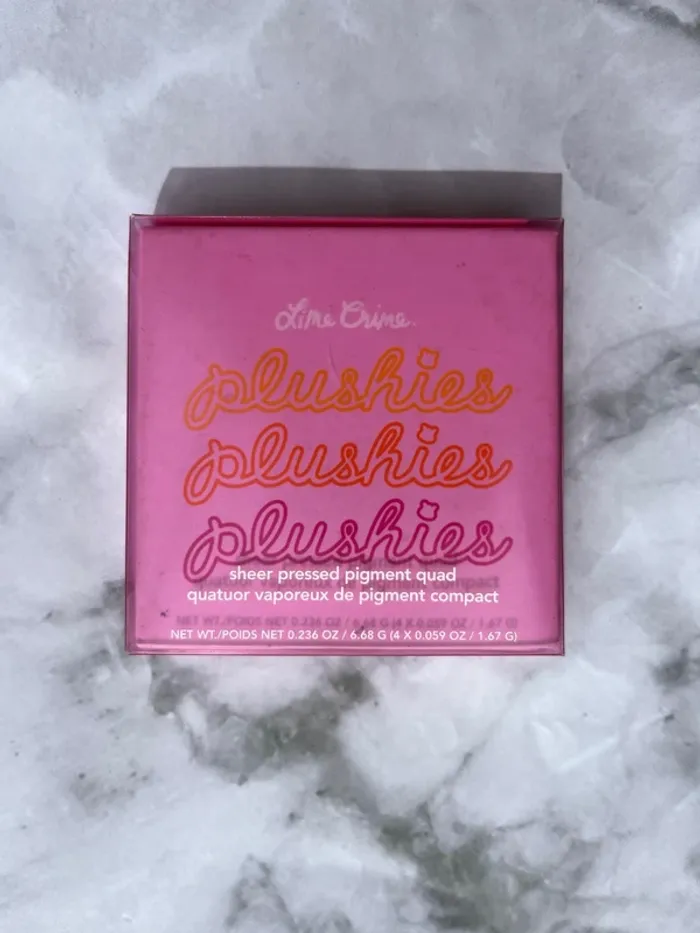 Lime Crime.
plushies
plushies
plushies
sheer pressed pigment quad
quatuor vaporeux de pigment compact
NET WT./POIDS NET 0.236 OZ / 6.68 G (4 X 0.059 OZ / 1.67 G)